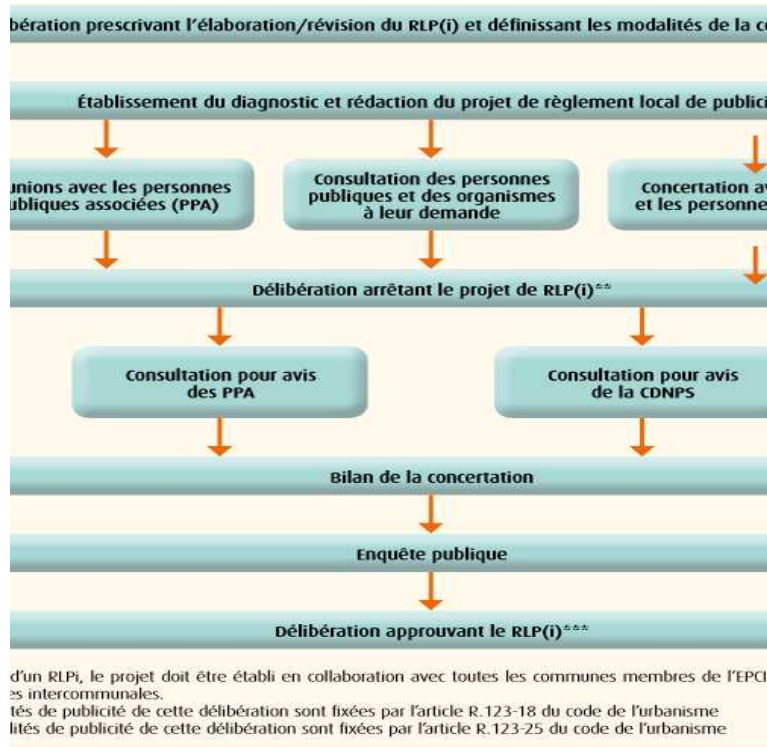 bération prescrivant l'élaboration/révision du RLP(i) et définissant les modalités de la co
Établissement du diagnostic et rédaction du projet de règlement local de publici
unions avec les personnes
ubliques associées (PPA)
Consultation des personnes
publiques et des organismes
à leur demande
Concertation av
et les personne
Délibération arrêtant le projet de RLP(i)**
Consultation pour avis
des PPA
Consultation pour avis
de la CDNPS
Bilan de la concertation
Enquête publique
Délibération approuvant le RLP(i)***
d'un RLPi, le projet doit être établi en collaboration avec toutes les communes membres de l'EPCI
es intercommunales.
tés de publicité de cette délibération sont fixées par l'article R.123-18 du code de l'urbanisme
lités de publicité de cette délibération sont fixées par l'article R.123-25 du code de l'urbanisme